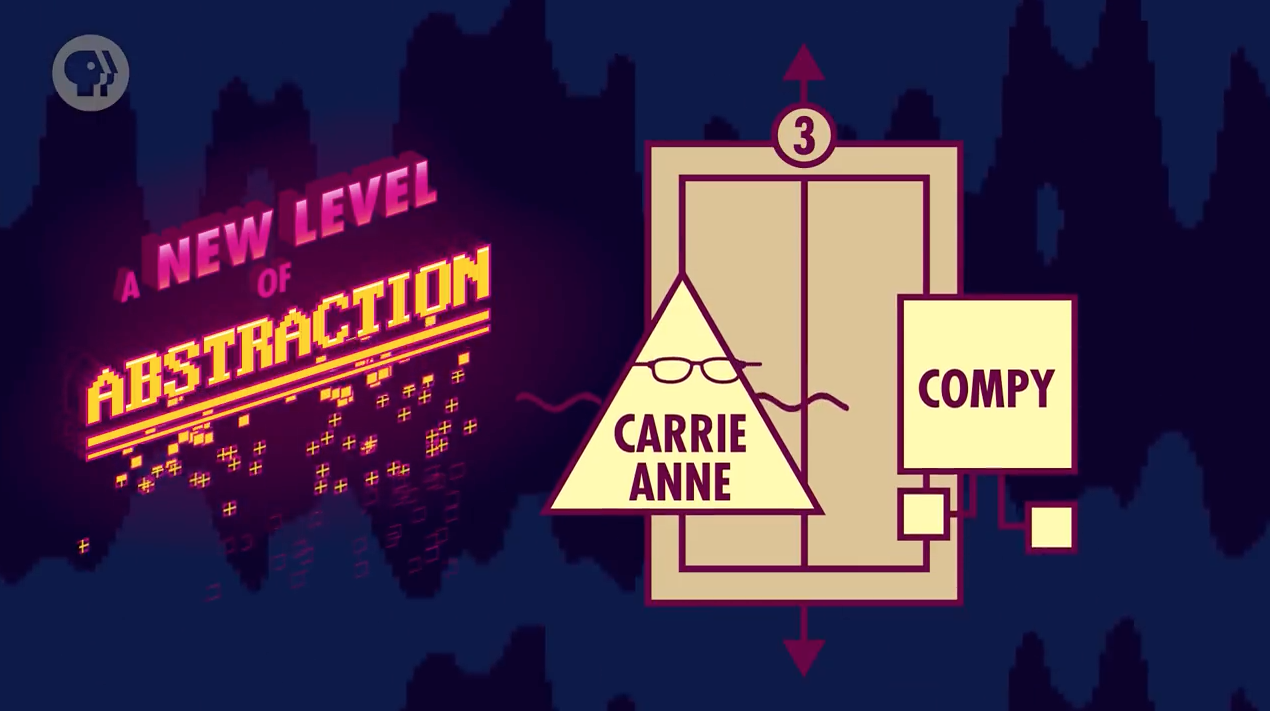 A NEW LEVEL
OF
ABSTRACTION
3
CARRIE
ANNE
COMPY